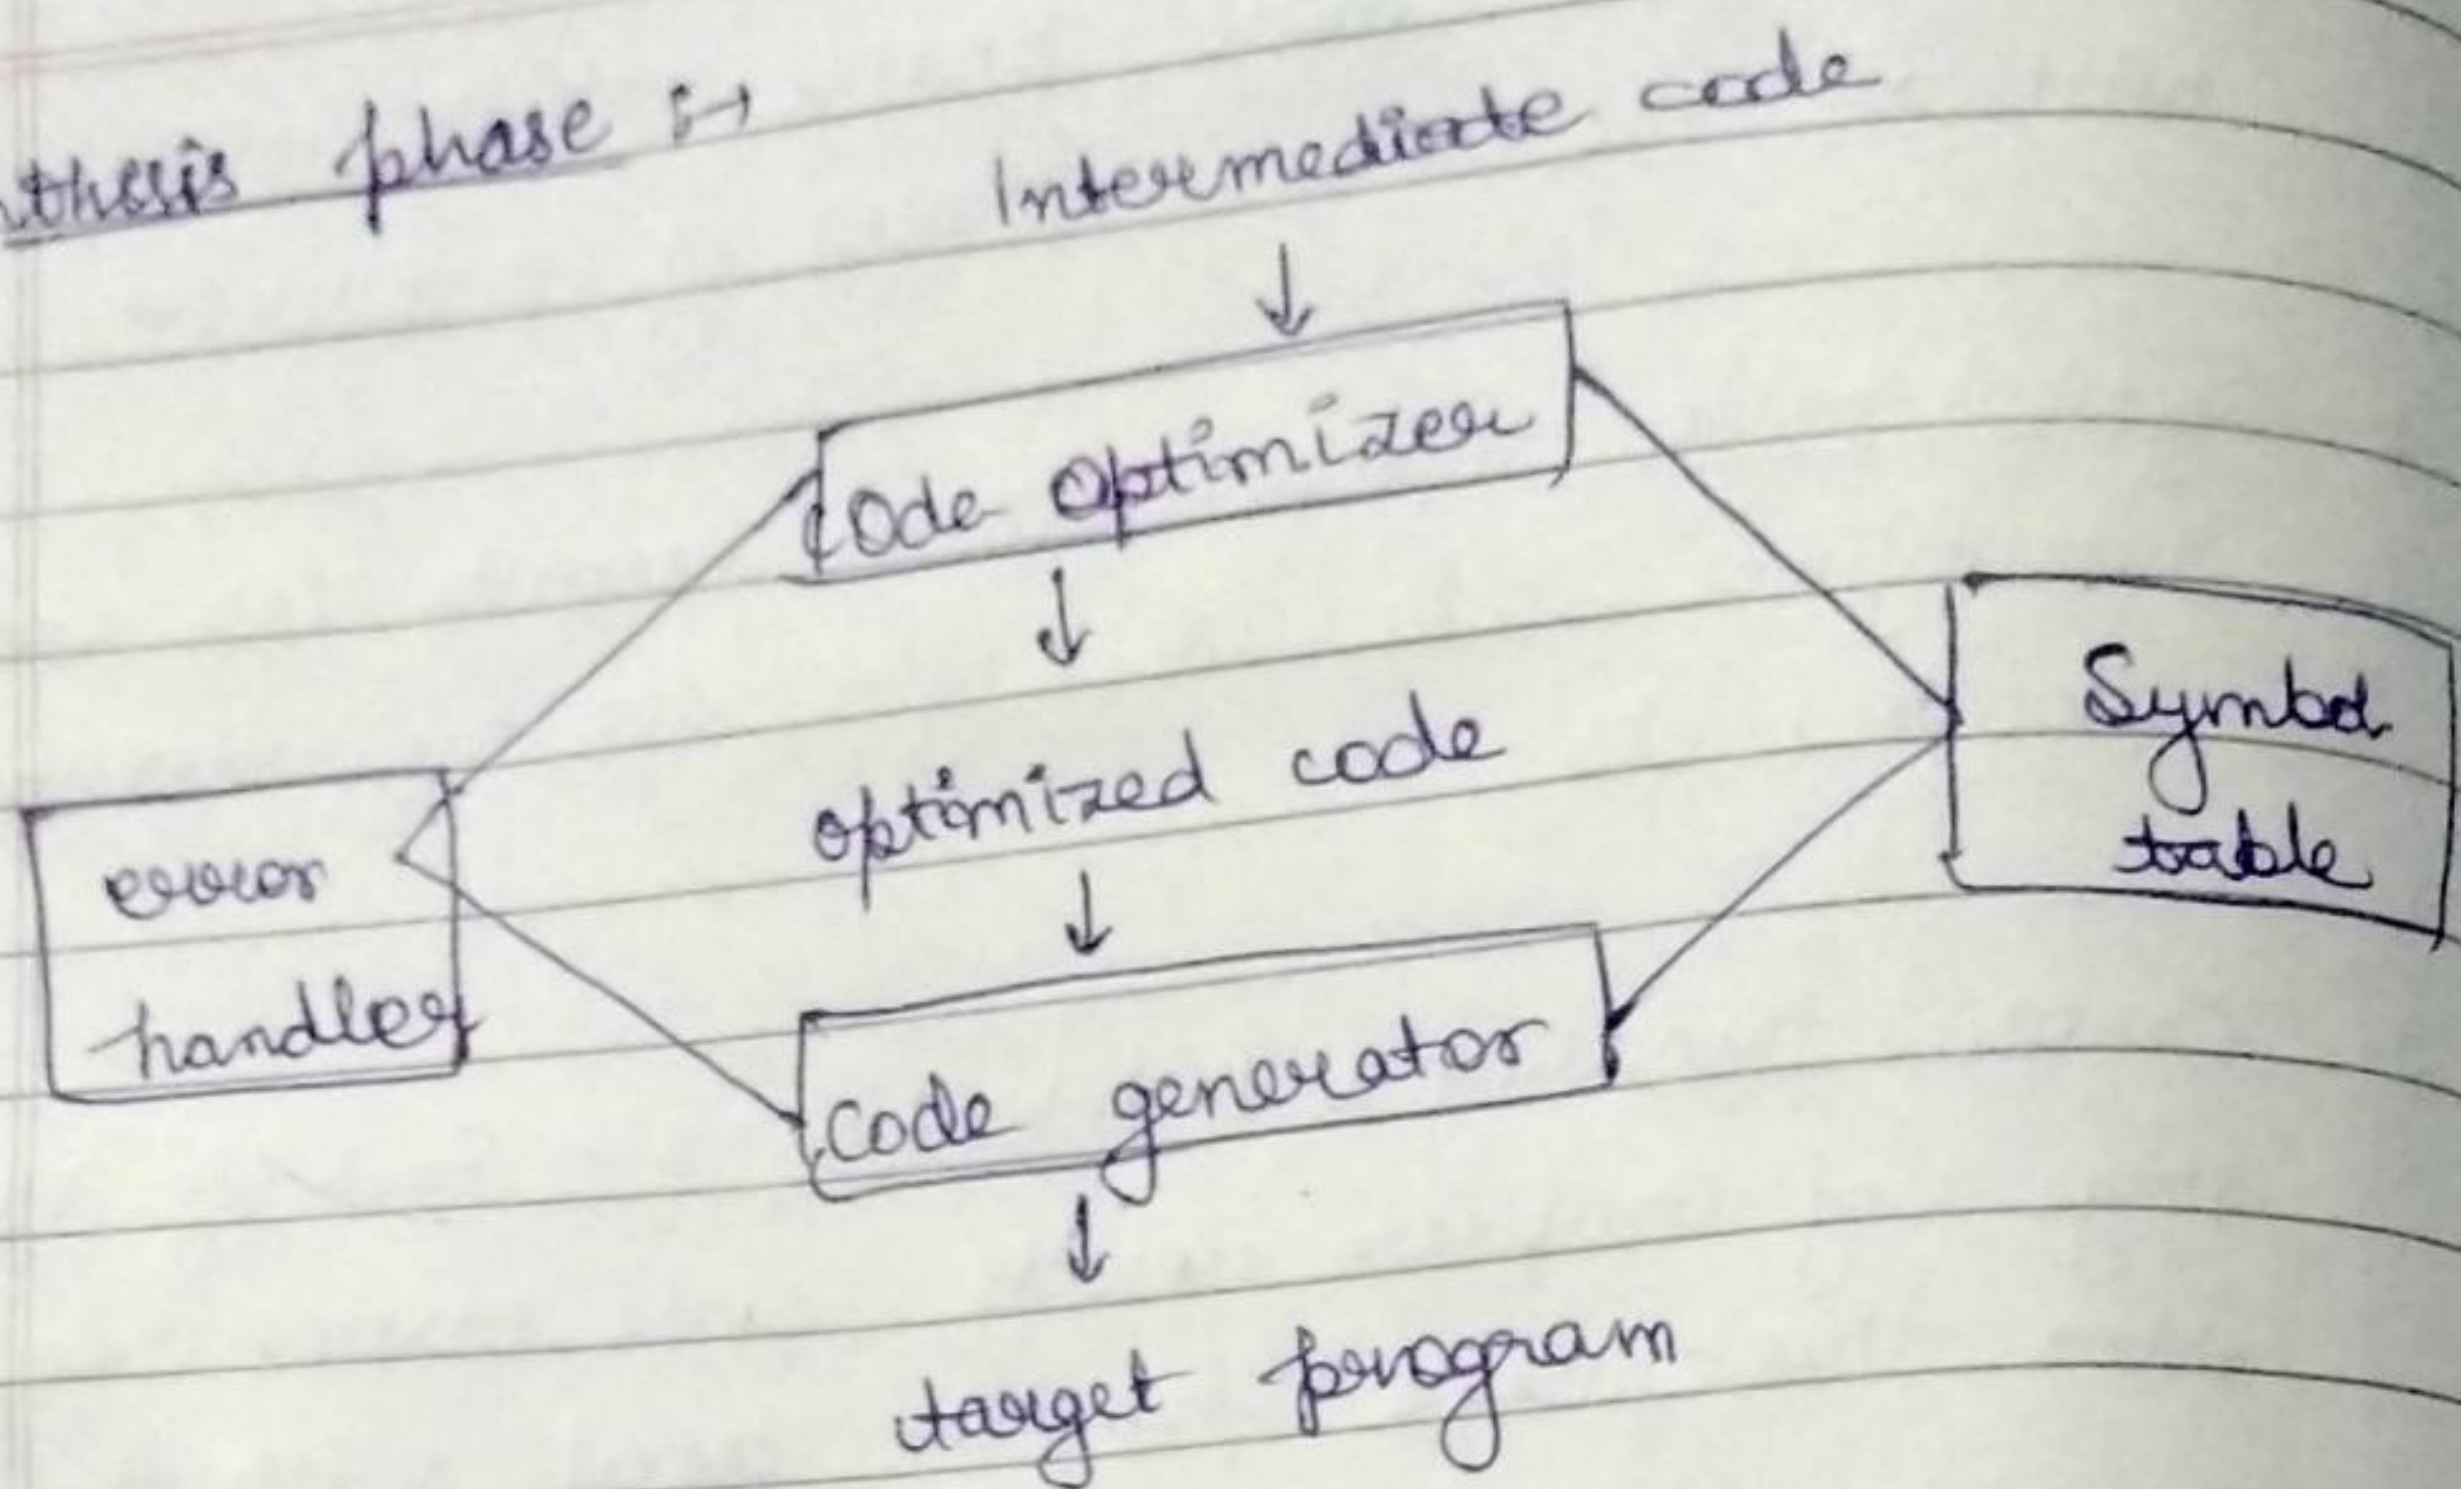 thesis phase :→
Intermediate code
Code Optimizer
Symbol
table
optimized code
error
handler
Code generator
target program